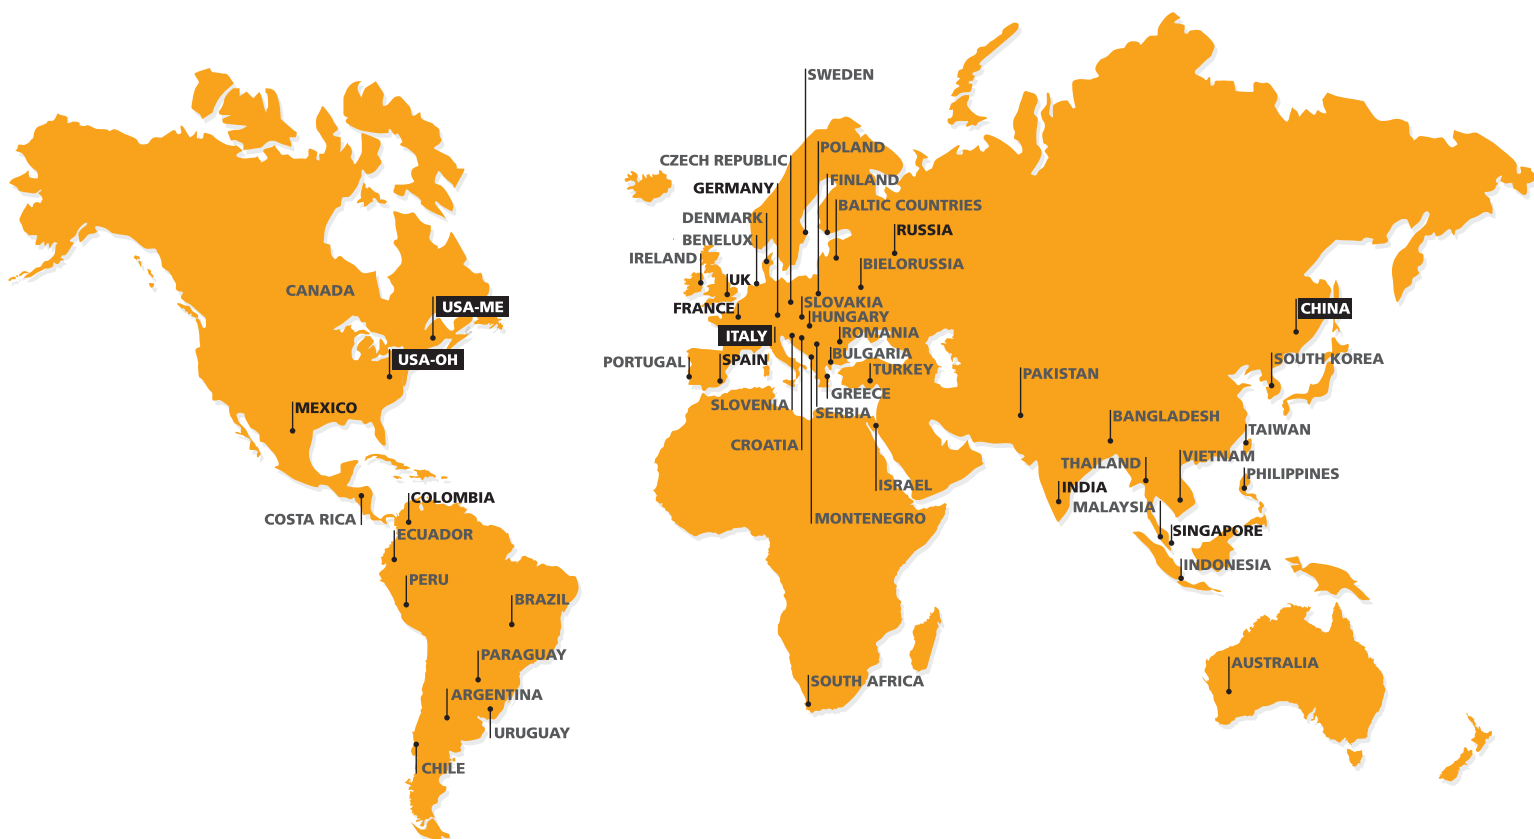 SWEDEN
POLAND
CZECH REPUBLIC
FINLAND
GERMANY
BALTIC COUNTRIES
DENMARK
RUSSIA
BENELUX
IRELAND
BIELORUSSIA
UK
CANADA
SLOVAKIA
USA-ME
FRANCE
CHINA
HUNGARY
ROMANIA
ITALY
BULGARIA
USA-OH
SPAIN
SOUTH KOREA
PORTUGAL
TURKEY
PAKISTAN
GREECE
SLOVENIA
MEXICO
SERBIA
BANGLADESH
TAIWAN
CROATIA
VIETNAM
THAILAND
PHILIPPINES
ISRAEL
INDIA
COLOMBIA
MALAYSIA
COSTA RICA
MONTENEGRO
SINGAPORE
ECUADOR
INDONESIA
PERU
BRAZIL
PARAGUAY
AUSTRALIA
SOUTH AFRICA
ARGENTINA
URUGUAY
CHILE